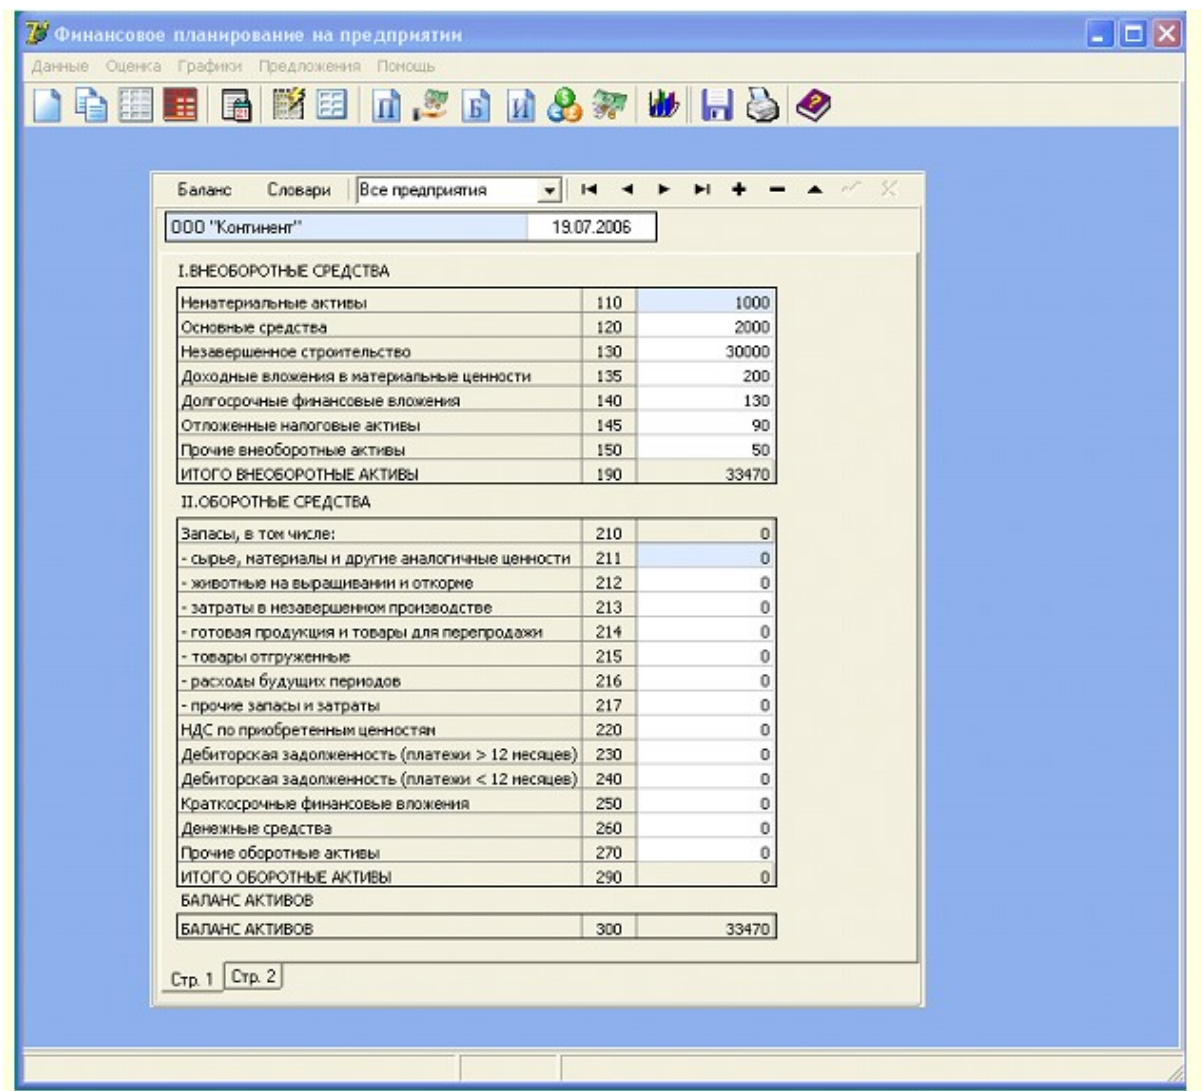 Финансовое планирование на предприятии
Данные Оценка Графики Предложения Помощь
П Б И
Баланс Словари Все предприятия
ООО "Континент" 19.07.2006
I.ВНЕОБОРОТНЫЕ СРЕДСТВА
Нематериальные активы 110 1000
Основные средства 120 2000
Незавершенное строительство 130 30000
Доходные вложения в материальные ценности 135 200
Долгосрочные финансовые вложения 140 130
Отложенные налоговые активы 145 90
Прочие внеоборотные активы 150 50
ИТОГО ВНЕОБОРОТНЫЕ АКТИВЫ 190 33470
II.ОБОРОТНЫЕ СРЕДСТВА
Запасы, в том числе: 210 0
- сырье, материалы и другие аналогичные ценности 211 0
- животные на выращивании и откорме 212 0
- затраты в незавершенном производстве 213 0
- готовая продукция и товары для перепродажи 214 0
- товары отгруженные 215 0
- расходы будущих периодов 216 0
- прочие запасы и затраты 217 0
НДС по приобретенным ценностям 220 0
Дебиторская задолженность (платежи > 12 месяцев) 230 0
Дебиторская задолженность (платежи < 12 месяцев) 240 0
Краткосрочные финансовые вложения 250 0
Денежные средства 260 0
Прочие оборотные активы 270 0
ИТОГО ОБОРОТНЫЕ АКТИВЫ 290 0
БАЛАНС АКТИВОВ
БАЛАНС АКТИВОВ 300 33470
Стр. 1 Стр. 2